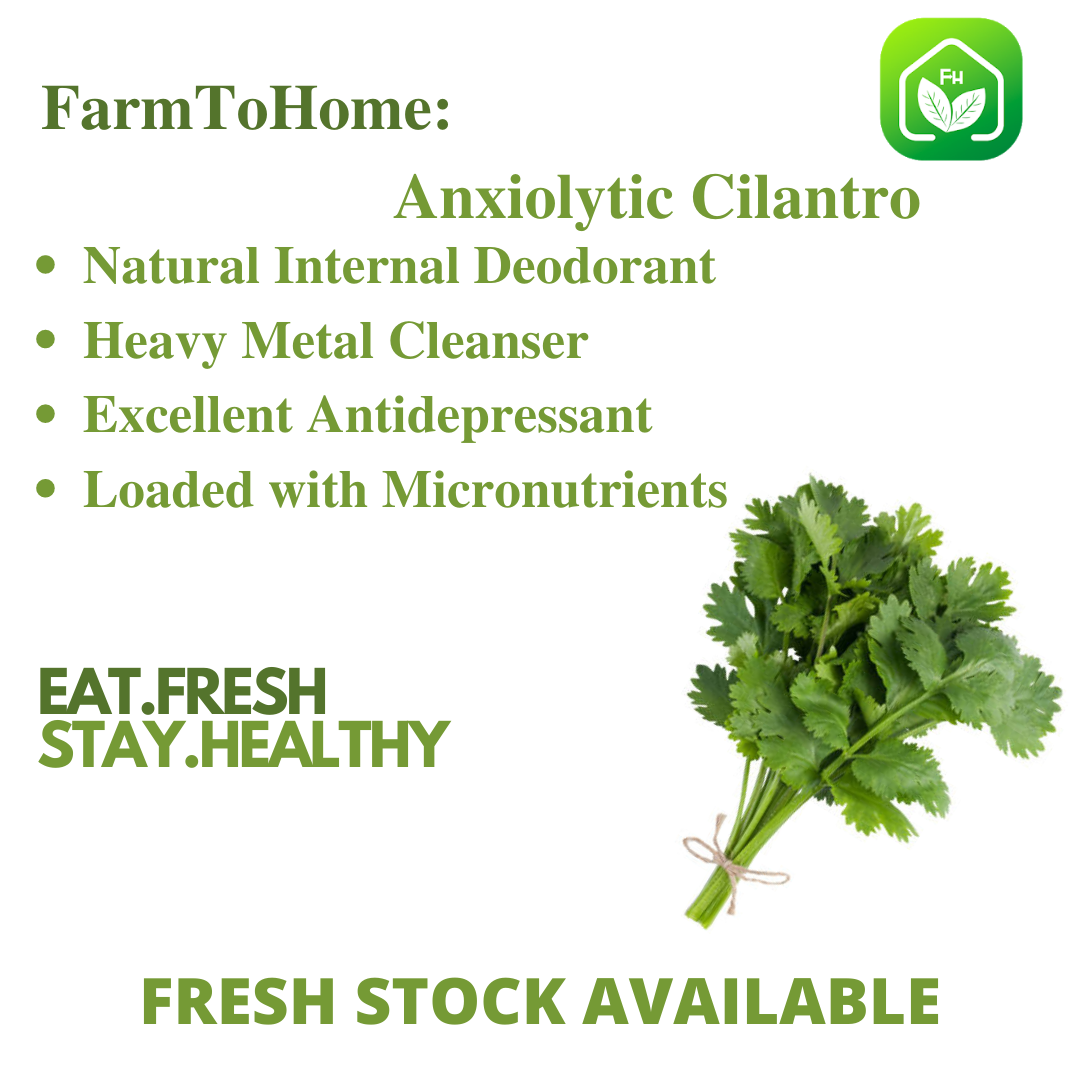 FH
FarmToHome:
Anxiolytic Cilantro
• Natural Internal Deodorant
• Heavy Metal Cleanser
• Excellent Antidepressant
• Loaded with Micronutrients
EAT.FRESH
STAY.HEALTHY
FRESH STOCK AVAILABLE